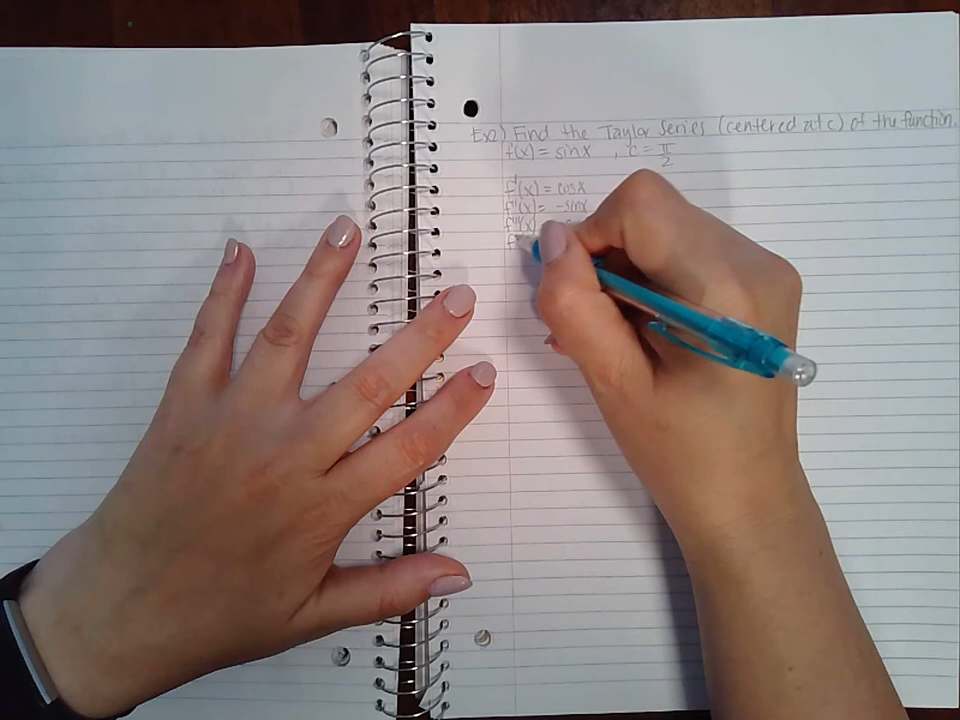 Ex2) Find the Taylor Series (centered at c) of the function.
f(x) = sinx , c = π/2
f'(x) = cosx
f''(x) = -sinx
f'''(x)